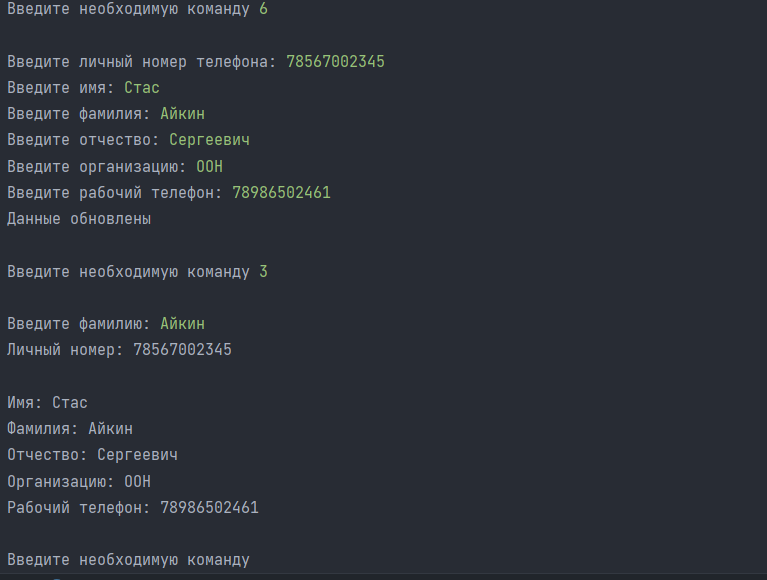 Введите необходимую команду 6
Введите личный номер телефона: 78567002345
Введите имя: Стас
Введите фамилия: Айкин
Введите отчество: Сергеевич
Введите организацию: ООН
Введите рабочий телефон: 78986502461
Данные обновлены
Введите необходимую команду 3
Введите фамилию: Айкин
Личный номер: 78567002345
Имя: Стас
Фамилия: Айкин
Отчество: Сергеевич
Организацию: ООН
Рабочий телефон: 78986502461
Введите необходимую команду